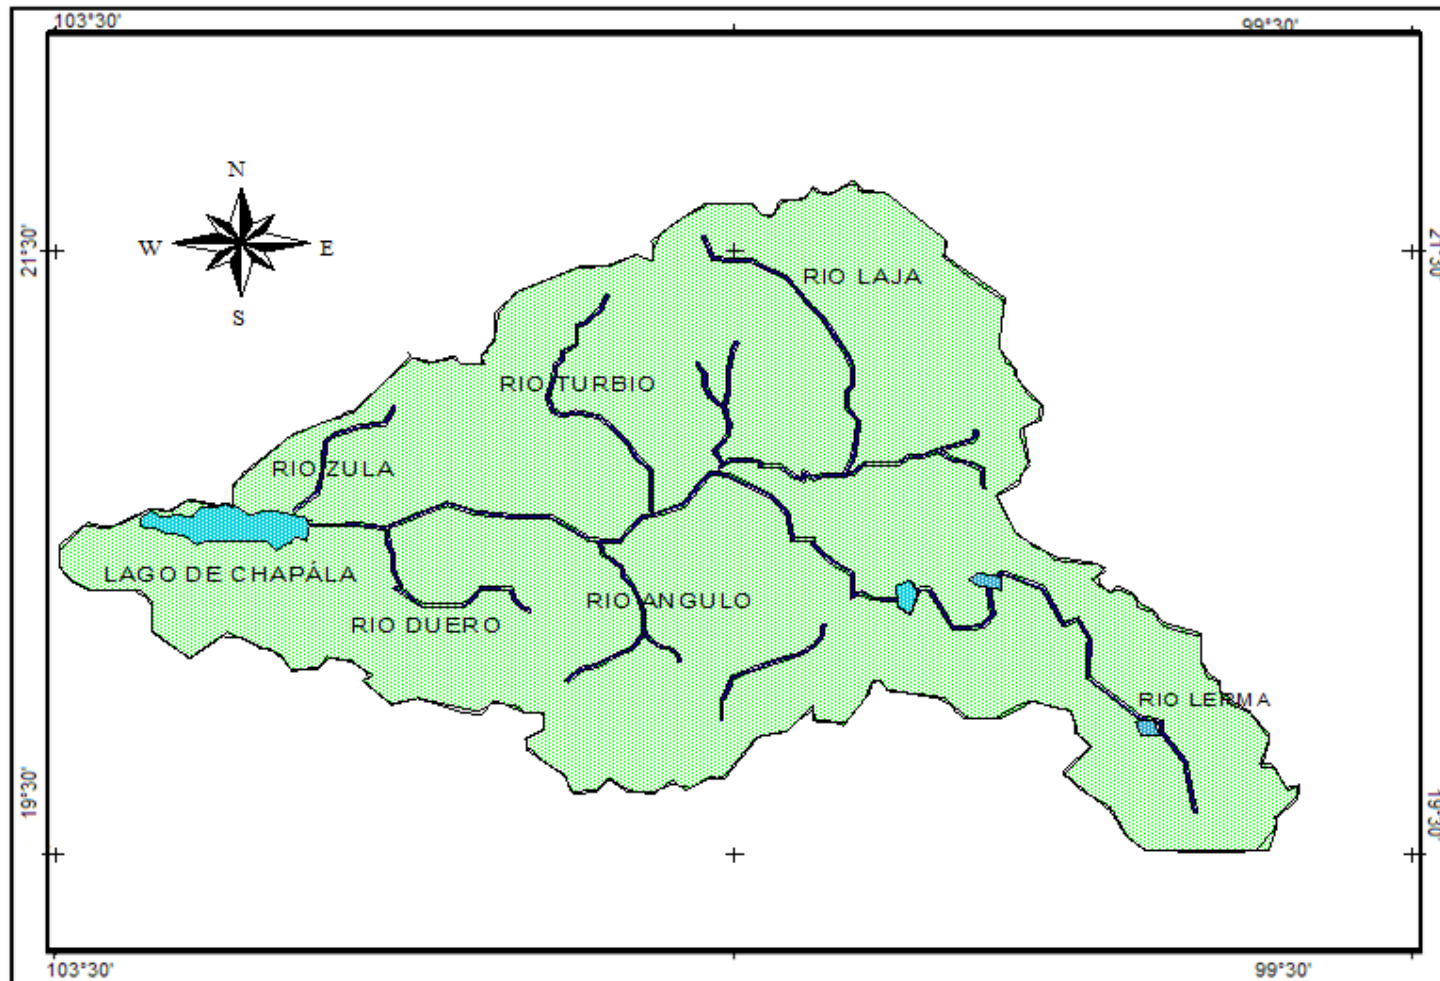 103°30'
99°30'
N
W
E
S
21°30'
21°30'
RIO LAJA
RIO TURBIO
RIO ZULA
LAGO DE CHAPÁLA
RIO ANGULO
RIO DUERO
RIO LERMA
19°30'
19°30'
103°30'
99°30'